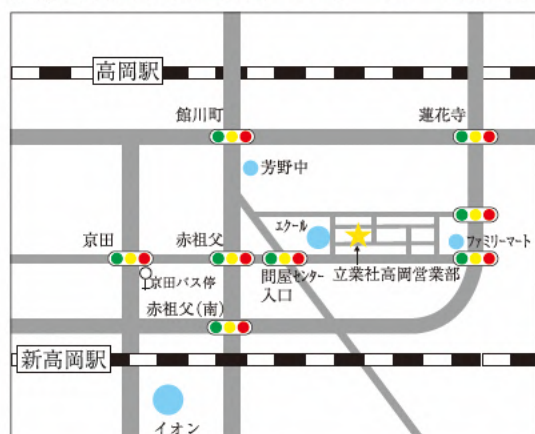 高岡駅
館川町
蓮花寺
芳野中
エクール
京田
赤祖父
ファミリーマート
問屋センター
入口
立業社高岡営業部
京田バス停
赤祖父(南)
新高岡駅
イオン